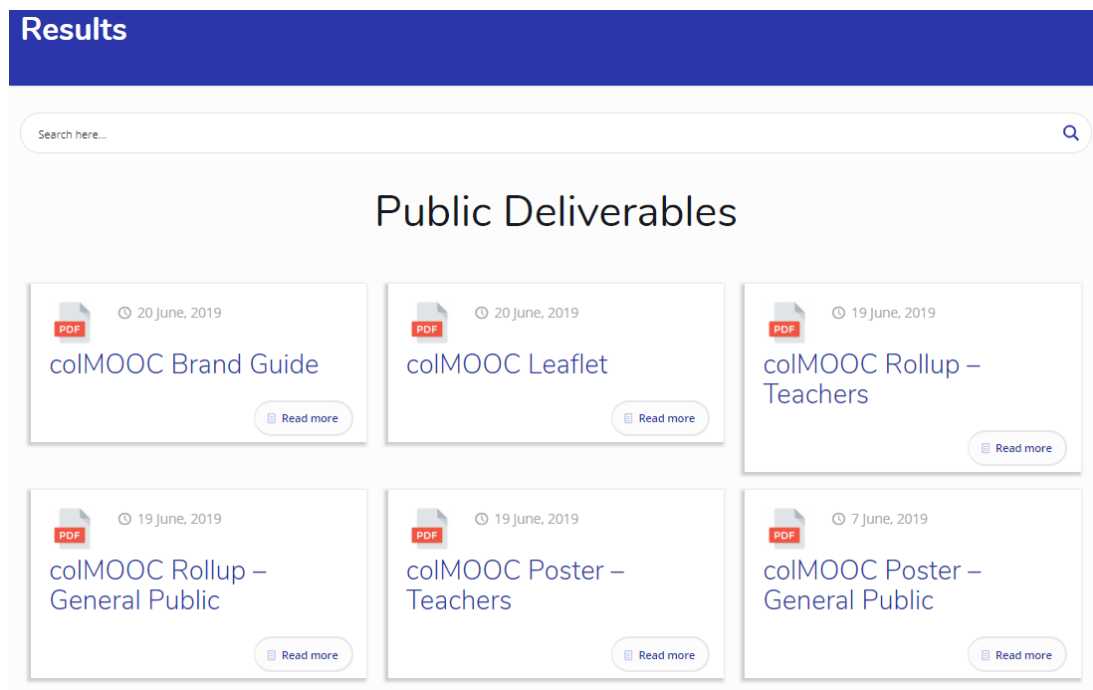 Results
Search here...
Public Deliverables
PDF
20 June, 2019
colMOOC Brand Guide
Read more
PDF
20 June, 2019
colMOOC Leaflet
Read more
PDF
19 June, 2019
colMOOC Rollup –
Teachers
Read more
PDF
19 June, 2019
colMOOC Rollup –
General Public
Read more
PDF
19 June, 2019
colMOOC Poster –
Teachers
Read more
PDF
7 June, 2019
colMOOC Poster –
General Public
Read more